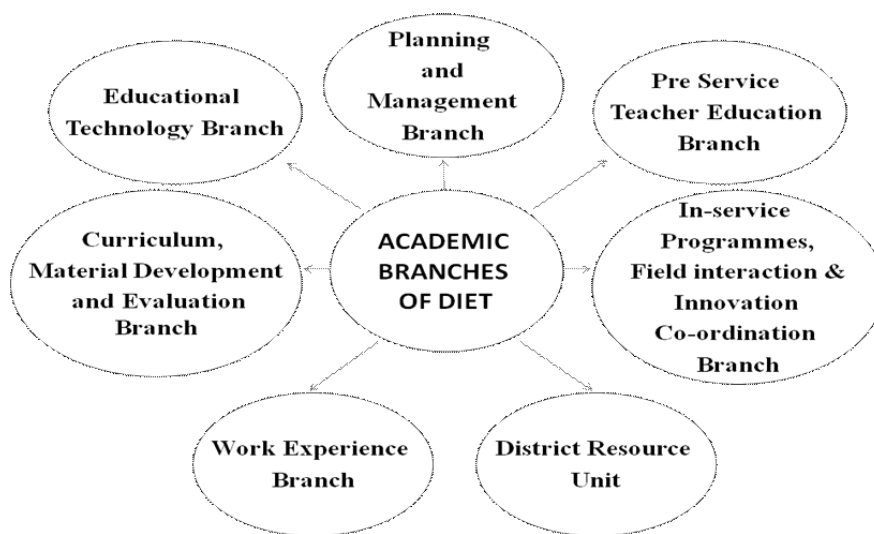 Planning
and
Management
Branch
Pre Service
Teacher Education
Branch
Educational
Technology Branch
In-service
Programmes,
Field interaction &
Innovation
Co-ordination
Branch
ACADEMIC
BRANCHES
OF DIET
Curriculum,
Material Development
and Evaluation
Branch
Work Experience
Branch
District Resource
Unit